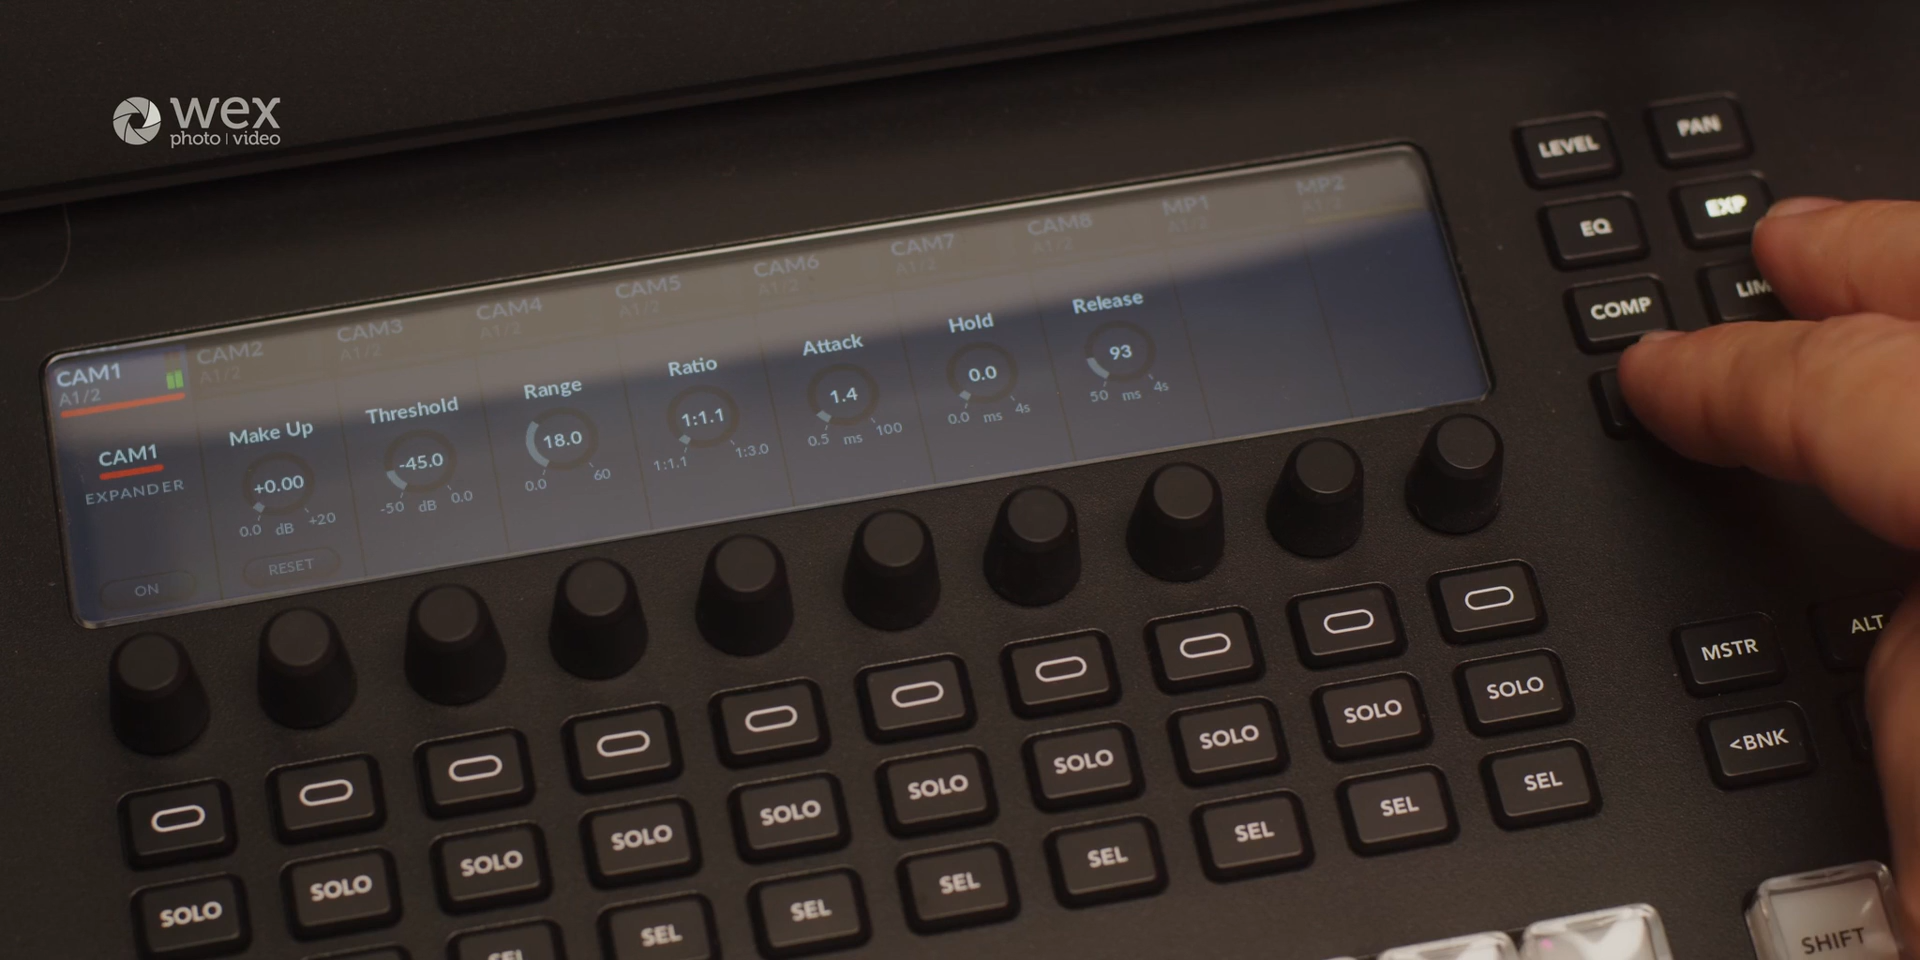 wex
photo | video
LEVEL
PAN
EQ
EXP
COMP
CAM1
A1/2
CAM2
A1/2
CAM3
A1/2
CAM4
A1/2
CAM5
A1/2
CAM6
A1/2
CAM7
A1/2
CAM8
A1/2
MP1
A1/2
MP2
A1/2
CAM1
EXPANDER
ON
Make Up
+0.00
0.0 dB +20
RESET
Threshold
-45.0
-50 dB 0.0
Range
18.0
0.0 60
Ratio
1:1.1
1:1.1 1:3.0
Attack
1.4
0.5 ms 100
Hold
0.0
0.0 ms 4s
Release
93
50 ms 4s
MSTR
ALT
<BNK
SOLO
SOLO
SOLO
SOLO
SOLO
SOLO
SOLO
SOLO
SOLO
SOLO
SEL
SEL
SEL
SEL
SEL
SEL
SEL
SEL
SHIFT